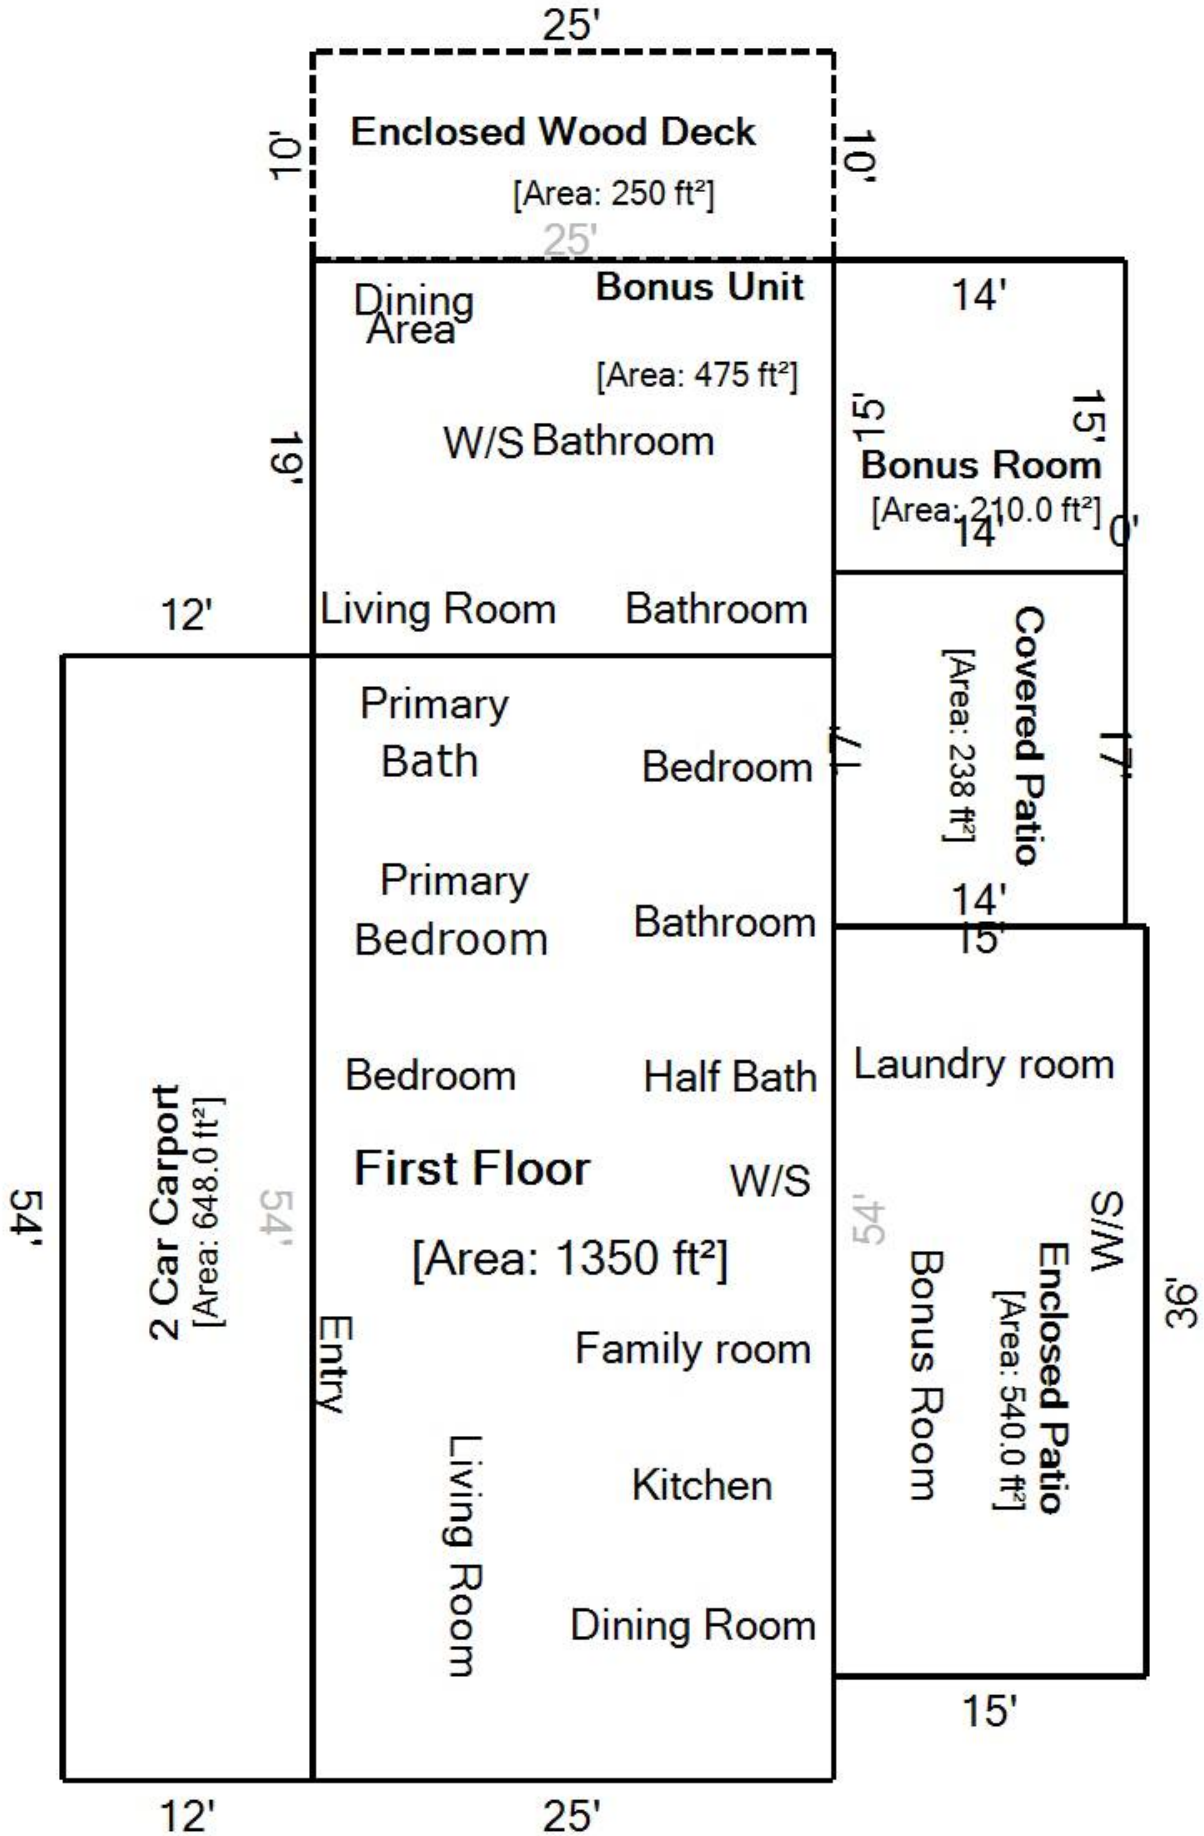 25'
10'
Enclosed Wood Deck
10'
[Area: 250 ft²]
25'
Dining
Area
Bonus Unit
14'
[Area: 475 ft²]
19'
W/S Bathroom
15'
15'
Bonus Room
[Area: 210.0 ft²]
14'
0'
12'
Living Room
Bathroom
Covered Patio
[Area: 238 ft²]
Primary
Bath
Bedroom
17'
17'
Primary
Bedroom
Bathroom
14'
15'
Bedroom
Half Bath
Laundry room
First Floor
W/S
[Area: 1350 ft²]
54'
2 Car Carport
[Area: 648.0 ft²]
54'
54'
W/S
Enclosed Patio
[Area: 540.0 ft²]
Bonus Room
36'
Entry
Family room
Living Room
Kitchen
Dining Room
15'
12'
25'